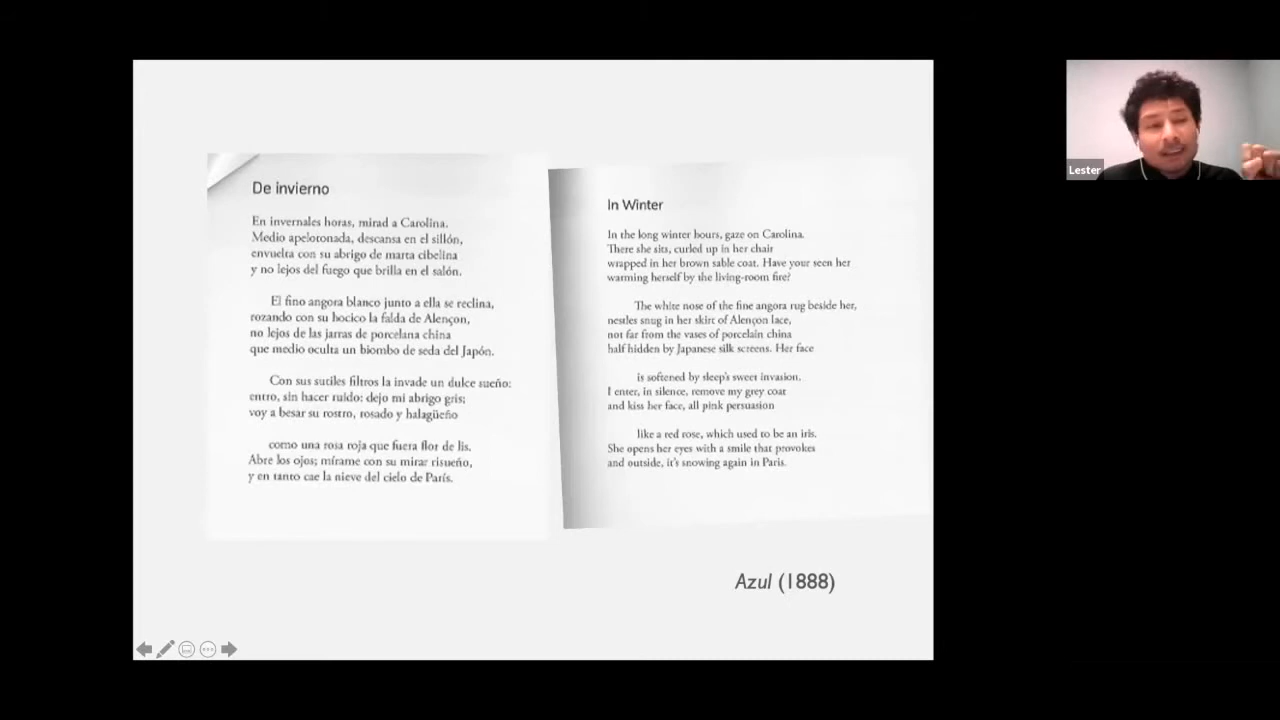 De invierno
En invernales horas, mirad a Carolina.
Medio apelotonada, descansa en el sillón,
envuelta con su abrigo de marta cibelina
y no lejos del fuego que brilla en el salón.
El fino angora blanco junto a ella se reclina,
rozando con su hocico la falda de Alençon,
no lejos de las jarras de porcelana china
que medio oculta un biombo de seda del Japón.
Con sus sutiles filtros la invade un dulce sueño:
entro, sin hacer ruido: dejo mi abrigo gris;
voy a besar su rostro, rosado y halagüeño
como una rosa roja que fuera flor de lis.
Abre los ojos; mírame con su mirar risueño,
y en tanto cae la nieve del cielo de París.
In Winter
In the long winter hours, gaze on Carolina.
There she sits, curled up in her chair
wrapped in her brown sable coat. Have your seen her
warming herself by the living-room fire?
The white nose of the fine angora rug beside her,
nestles snug in her skirt of Alençon lace,
not far from the vases of porcelain china
half hidden by Japanese silk screens. Her face
is softened by sleep's sweet invasion.
I enter, in silence, remove my grey coat
and kiss her face, all pink persuasion
like a red rose, which used to be an iris.
She opens her eyes with a smile that provokes
and outside, it's snowing again in Paris.
Azul (1888)
Lester